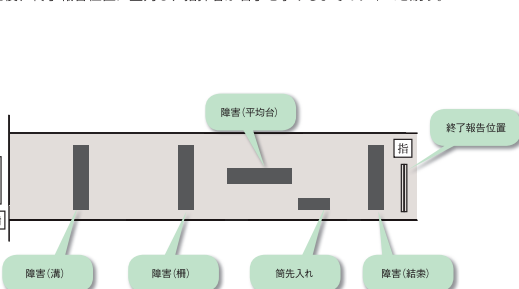 障害（平均台）
終了報告位置
指
障害（溝）
障害（柵）
筒先入れ
障害（結索）